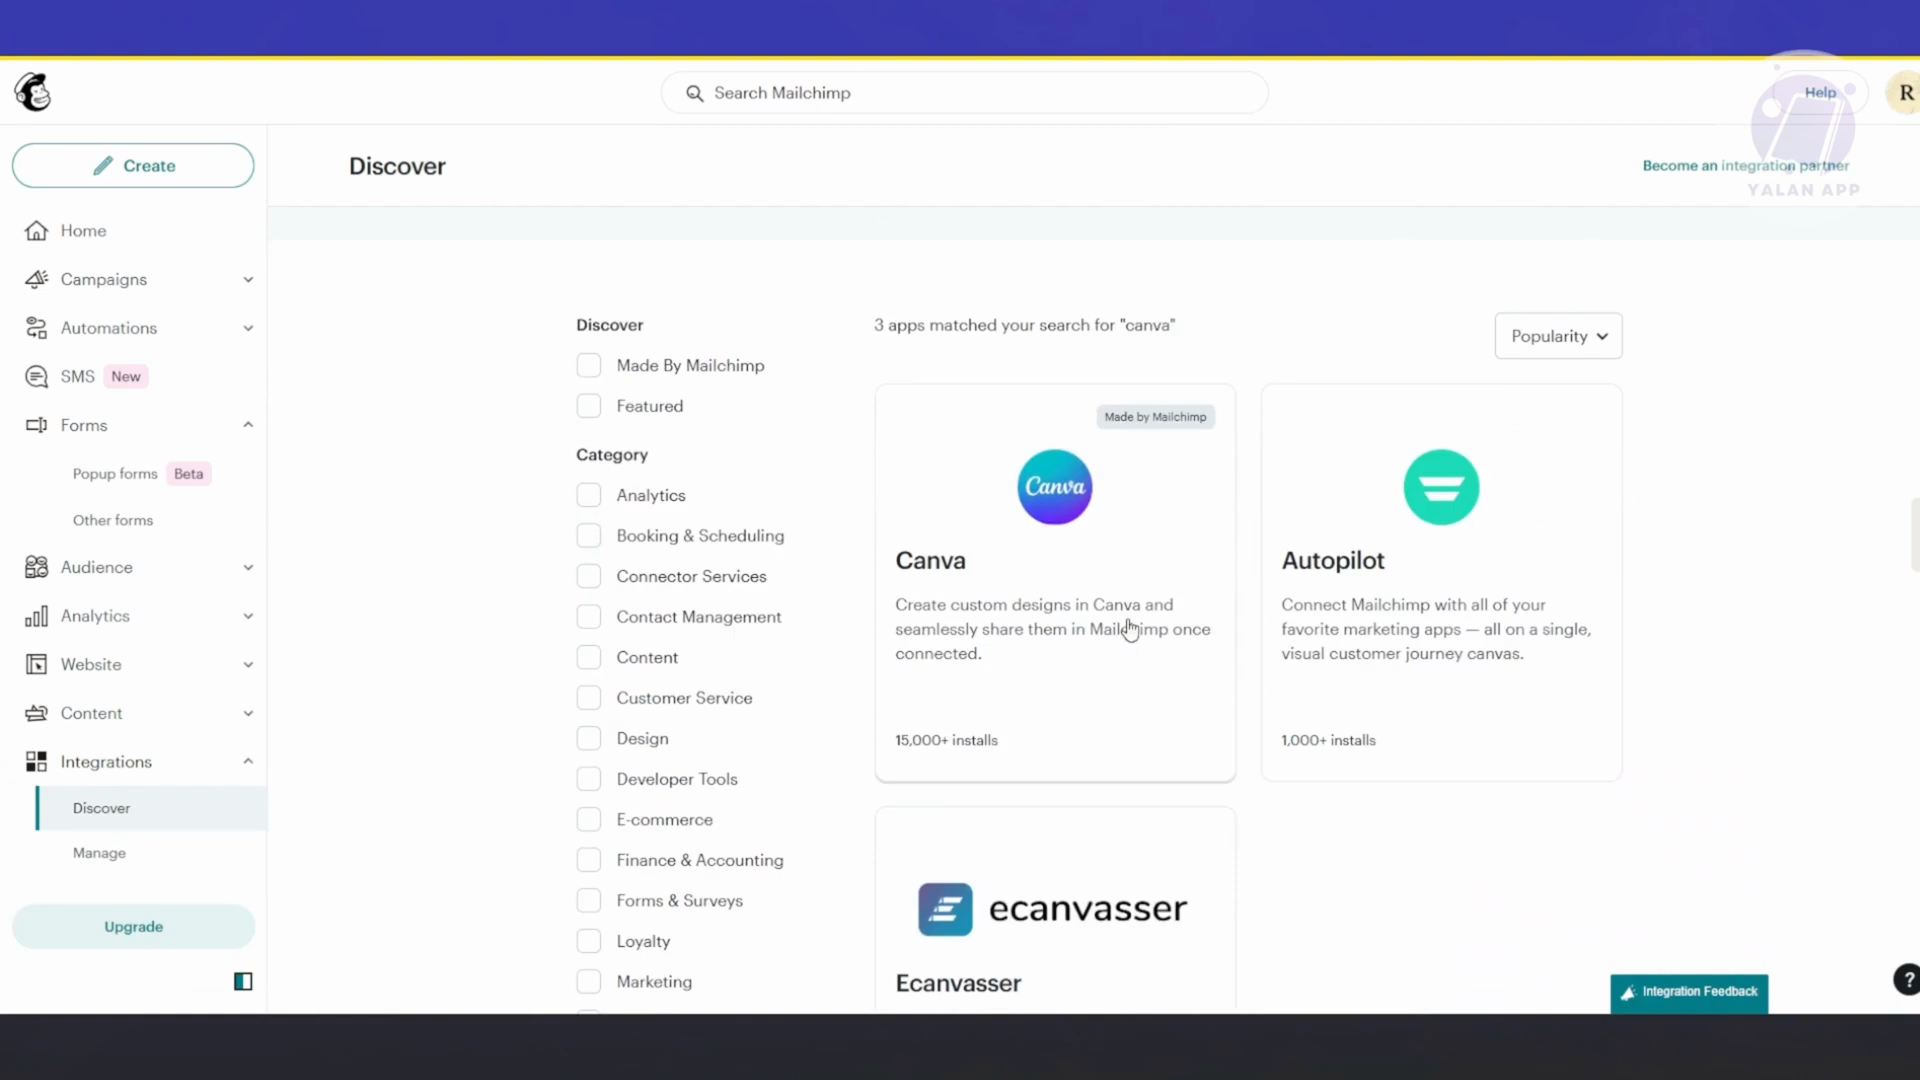 Search Mailchimp
Help
R
Create
Discover
Become an integration partner
YALAN APP
Home
Campaigns
Automations
SMS New
Forms
Popup forms Beta
Other forms
Audience
Analytics
Website
Content
Integrations
Discover
Manage
Upgrade
Discover
Made By Mailchimp
Featured
Category
Analytics
Booking & Scheduling
Connector Services
Contact Management
Content
Customer Service
Design
Developer Tools
E-commerce
Finance & Accounting
Forms & Surveys
Loyalty
Marketing
3 apps matched your search for "canva"
Popularity
Made by Mailchimp
Canva
Canva
Create custom designs in Canva and
seamlessly share them in Mailchimp once
connected.
15,000+ installs
Autopilot
Connect Mailchimp with all of your
favorite marketing apps — all on a single,
visual customer journey canvas.
1,000+ installs
ecanvasser
Ecanvasser
Integration Feedback
?